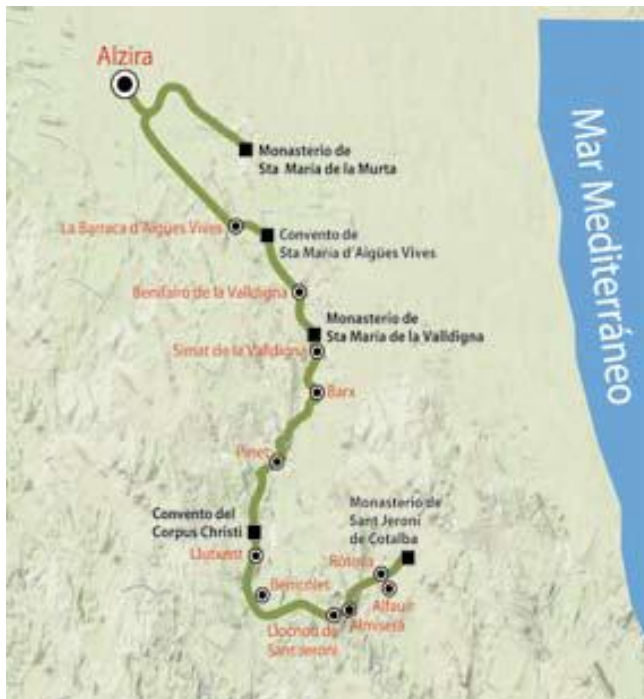 Alzira
Monasterio de
Sta Maria de la Murta
Mar Mediterráneo
La Barraca d'Aigües Vives
Convento de
Sta Maria d'Aigües Vives
Benifairó de la Valldigna
Monasterio de
Sta Maria de la Valldigna
Simat de la Valldigna
Barx
Pinet
Convento del
Corpus Christi
Monasterio de
Sant Jeroni
de Cotalba
Llutxent
Ròtova
Benicolet
Alfauir
Almiserà
Llocnou de
Sant Jeroni